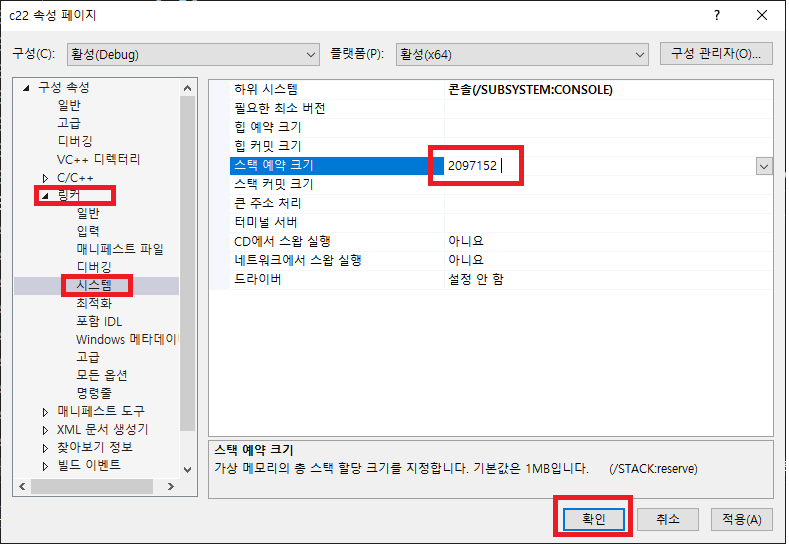 c22 속성 페이지
구성(C): 활성(Debug) 플랫폼(P): 활성(x64) 구성 관리자(O)...
구성 속성
일반
고급
디버깅
VC++ 디렉터리
C/C++
링커
일반
입력
매니페스트 파일
디버깅
시스템
최적화
포함 IDL
Windows 메타데이
고급
모든 옵션
명령줄
매니페스트 도구
XML 문서 생성기
찾아보기 정보
빌드 이벤트
하위 시스템 콘솔(/SUBSYSTEM:CONSOLE)
필요한 최소 버전
힙 예약 크기
힙 커밋 크기
스택 예약 크기 2097152
스택 커밋 크기
큰 주소 처리
터미널 서버
CD에서 스왑 실행 아니요
네트워크에서 스왑 실행 아니요
드라이버 설정 안 함
스택 예약 크기
가상 메모리의 총 스택 할당 크기를 지정합니다. 기본값은 1MB입니다. (/STACK:reserve)
확인 취소 적용(A)